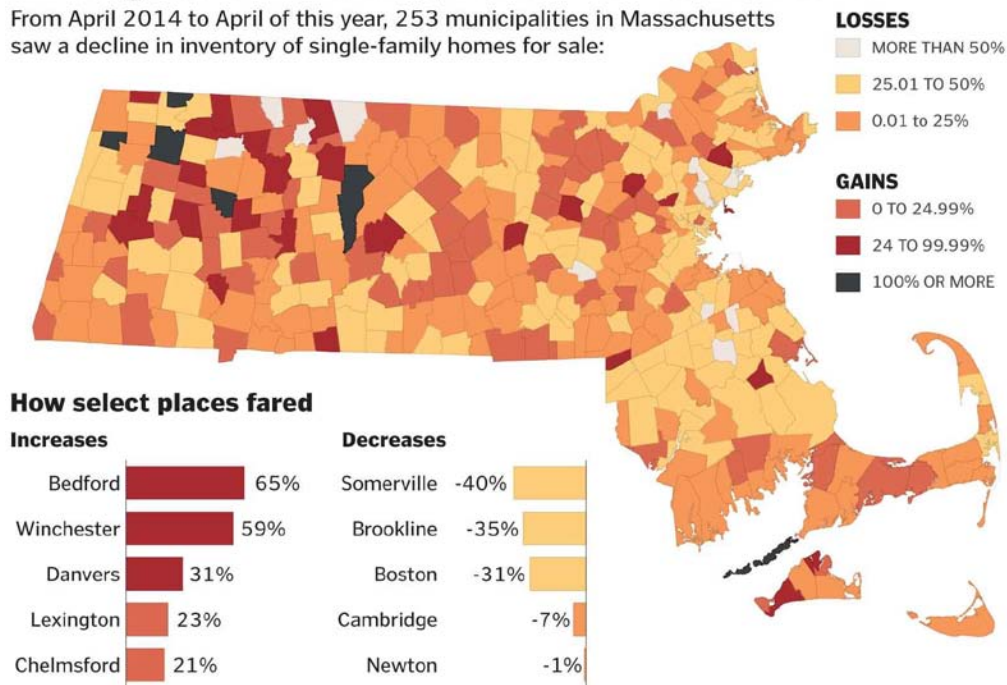 From April 2014 to April of this year, 253 municipalities in Massachusetts
saw a decline in inventory of single-family homes for sale:
LOSSES
MORE THAN 50%
25.01 TO 50%
0.01 to 25%
GAINS
0 TO 24.99%
24 TO 99.99%
100% OR MORE
How select places fared
Increases
Bedford 65%
Winchester 59%
Danvers 31%
Lexington 23%
Chelmsford 21%
Decreases
Somerville -40%
Brookline -35%
Boston -31%
Cambridge -7%
Newton -1%